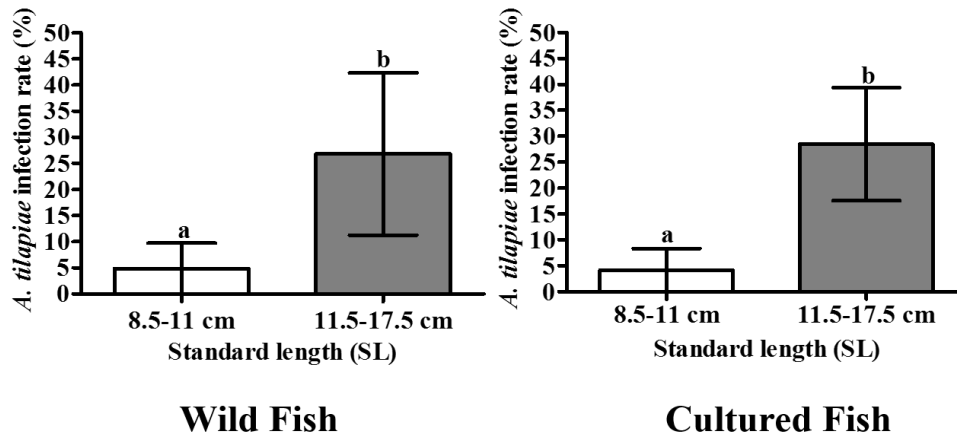 A. tilapiae infection rate (%)
50
45
40
35
30
25
20
15
10
5
0
a
b
8.5-11 cm
11.5-17.5 cm
Standard length (SL)
Wild Fish
A. tilapiae infection rate (%)
50
45
40
35
30
25
20
15
10
5
0
a
b
8.5-11 cm
11.5-17.5 cm
Standard length (SL)
Cultured Fish